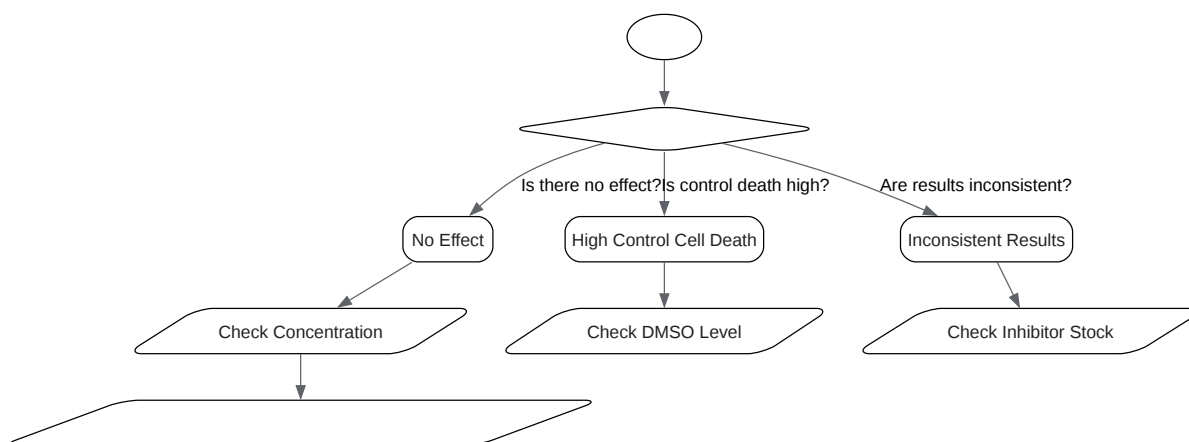 Is there no effect?
Is control death high?
Are results inconsistent?
No Effect
High Control Cell Death
Inconsistent Results
Check Concentration
Check DMSO Level
Check Inhibitor Stock